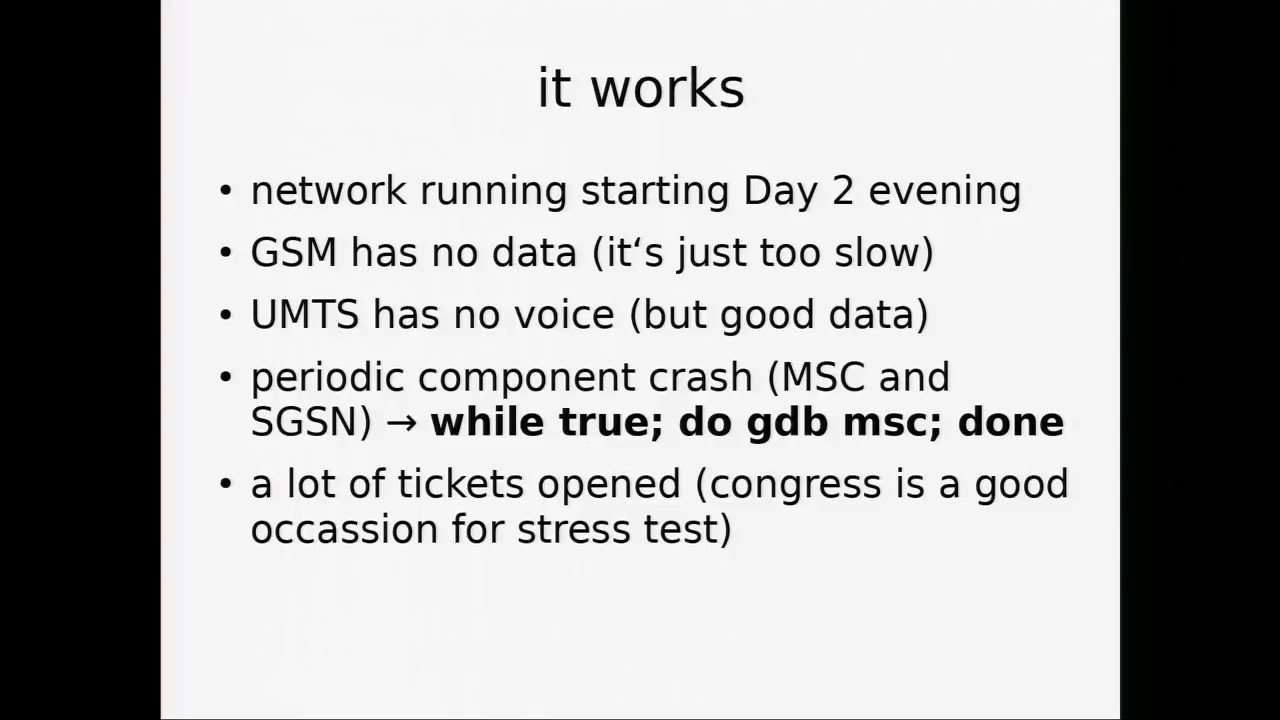 it works
• network running starting Day 2 evening
• GSM has no data (it‘s just too slow)
• UMTS has no voice (but good data)
• periodic component crash (MSC and
SGSN) → while true; do gdb msc; done
• a lot of tickets opened (congress is a good
occassion for stress test)